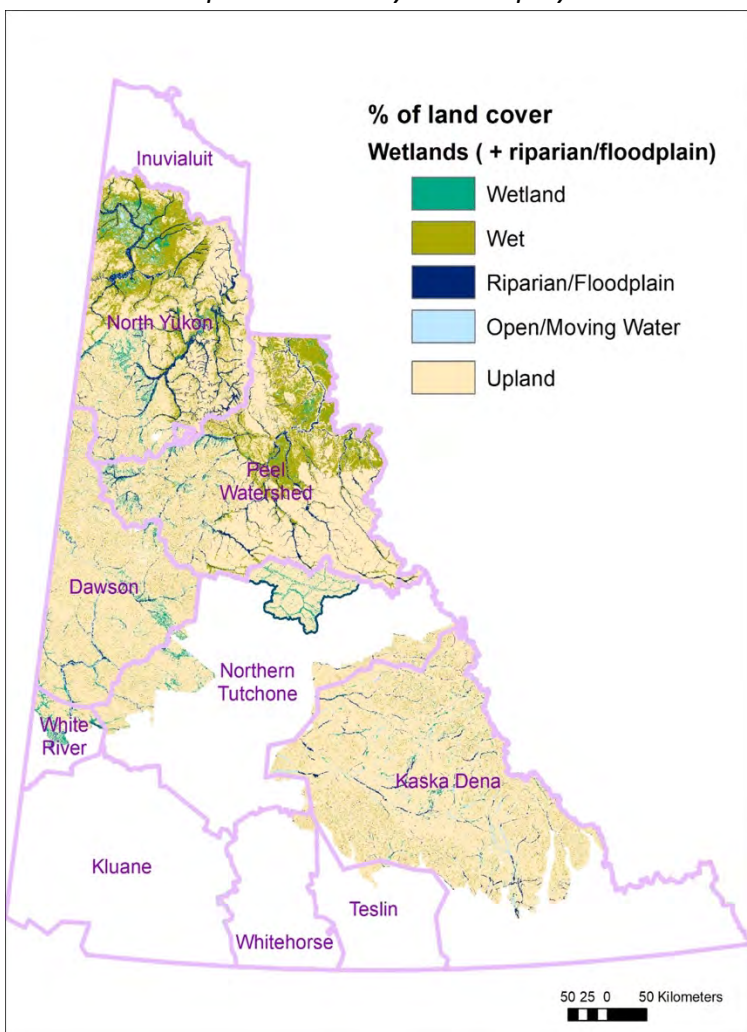 % of land cover
Wetlands ( + riparian/floodplain)
Wetland
Wet
Riparian/Floodplain
Open/Moving Water
Upland
Inuvialuit
North Yukon
Peel
Watershed
Dawson
Northern
Tutchone
White
River
Kaska Dena
Kluane
Teslin
Whitehorse
50 25 0 50 Kilometers